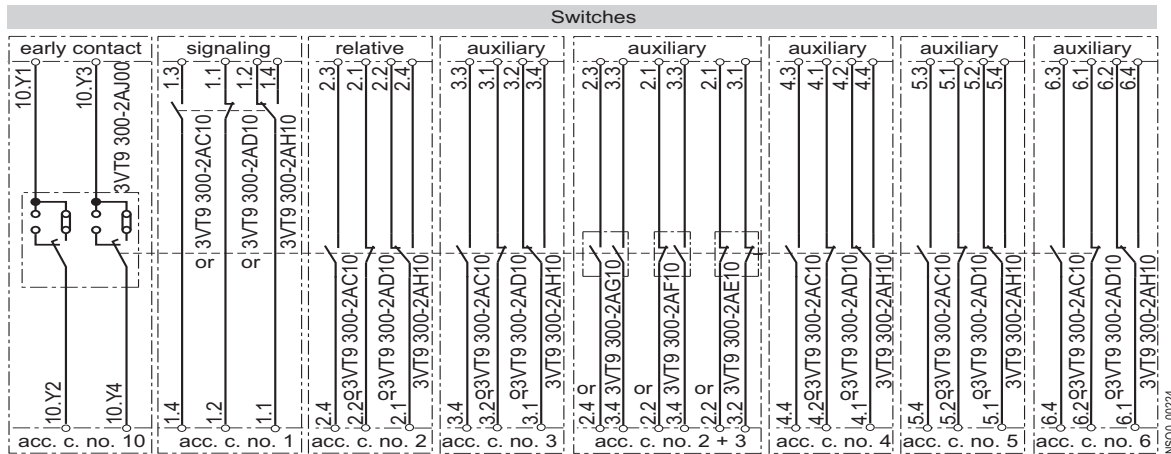 Switches
early contact
signaling
relative
auxiliary
auxiliary
auxiliary
auxiliary
auxiliary
10.Y1
10.Y3
3VT9 300-2AJ00
10.Y2
10.Y4
acc. c. no. 10
1.3
1.1
1.2
1.4
3VT9 300-2AC10
or
3VT9 300-2AD10
or
3VT9 300-2AH10
1.4
1.2
1.1
acc. c. no. 1
2.3
2.1
2.2
2.4
3VT9 300-2AC10
or
3VT9 300-2AD10
or
3VT9 300-2AH10
2.4
2.2
2.1
acc. c. no. 2
3.3
3.1
3.2
3.4
3VT9 300-2AC10
or
3VT9 300-2AD10
or
3VT9 300-2AH10
3.4
3.2
3.1
acc. c. no. 3
2.3
3.3
2.1
3.3
2.1
3.1
or
3VT9 300-2AG10
or
3VT9 300-2AF10
or
3VT9 300-2AE10
2.4
3.4
2.2
3.4
2.2
3.2
acc. c. no. 2 + 3
4.3
4.1
4.2
4.4
3VT9 300-2AC10
or
3VT9 300-2AD10
or
3VT9 300-2AH10
4.4
4.2
4.1
acc. c. no. 4
5.3
5.1
5.2
5.4
3VT9 300-2AC10
or
3VT9 300-2AD10
or
3VT9 300-2AH10
5.4
5.2
5.1
acc. c. no. 5
6.3
6.1
6.2
6.4
3VT9 300-2AC10
or
3VT9 300-2AD10
or
3VT9 300-2AH10
6.4
6.2
6.1
acc. c. no. 6